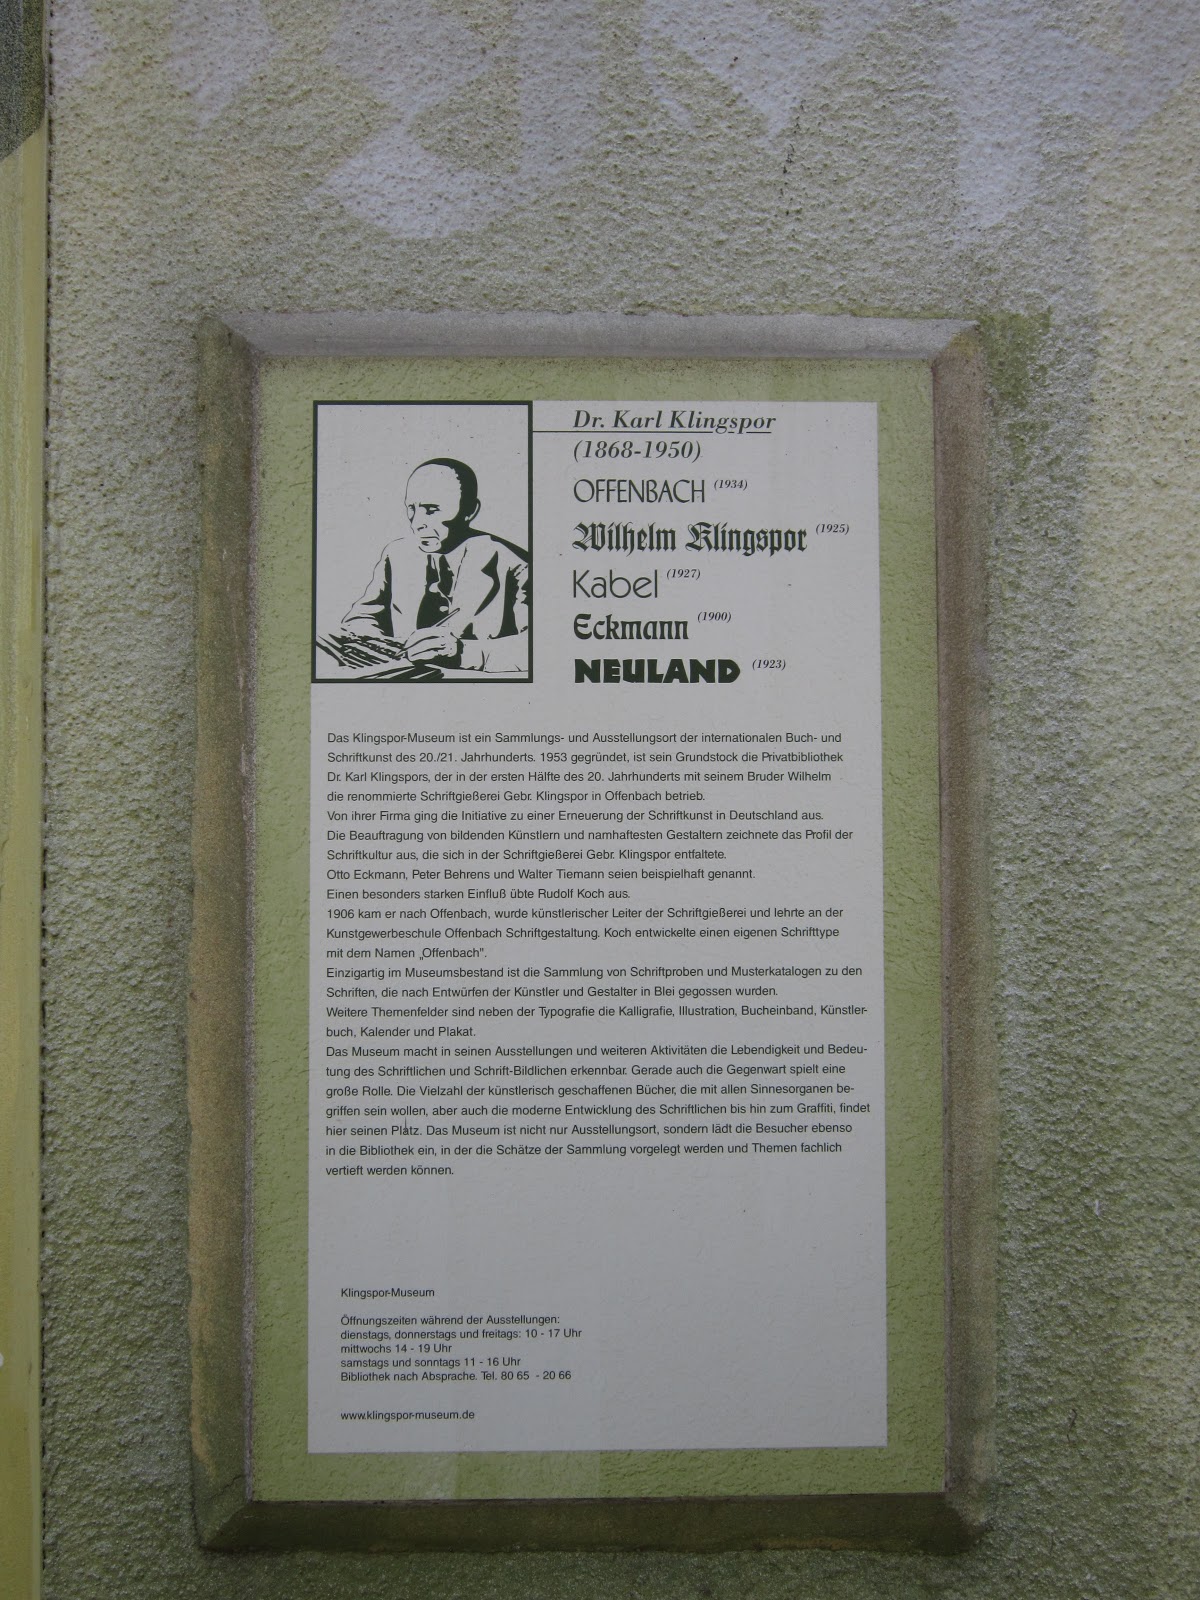 Dr. Karl Klingspor
(1868-1950)
OFFENBACH (1934)
Wilhelm Klingspor (1925)
Kabel (1927)
Eckmann (1900)
NEULAND (1923)
Das Klingspor-Museum ist ein Sammlungs- und Ausstellungsort der internationalen Buch- und
Schriftkunst des 20./21. Jahrhunderts. 1953 gegründet, ist sein Grundstock die Privatbibliothek
Dr. Karl Klingspors, der in der ersten Hälfte des 20. Jahrhunderts mit seinem Bruder Wilhelm
die renommierte Schriftgießerei Gebr. Klingspor in Offenbach betrieb.
Von ihrer Firma ging die Initiative zu einer Erneuerung der Schriftkunst in Deutschland aus.
Die Beauftragung von bildenden Künstlern und namhaftesten Gestaltern zeichnete das Profil der
Schriftkultur aus, die sich in der Schriftgießerei Gebr. Klingspor entfaltete.
Otto Eckmann, Peter Behrens und Walter Tiemann seien beispielhaft genannt.
Einen besonders starken Einfluß übte Rudolf Koch aus.
1906 kam er nach Offenbach, wurde künstlerischer Leiter der Schriftgießerei und lehrte an der
Kunstgewerbeschule Offenbach Schriftgestaltung. Koch entwickelte einen eigenen Schrifttype
mit dem Namen „Offenbach".
Einzigartig im Museumsbestand ist die Sammlung von Schriftproben und Musterkatalogen zu den
Schriften, die nach Entwürfen der Künstler und Gestalter in Blei gegossen wurden.
Weitere Themenfelder sind neben der Typografie die Kalligrafie, Illustration, Bucheinband, Künstler-
buch, Kalender und Plakat.
Das Museum macht in seinen Ausstellungen und weiteren Aktivitäten die Lebendigkeit und Bedeu-
tung des Schriftlichen und Schrift-Bildlichen erkennbar. Gerade auch die Gegenwart spielt eine
große Rolle. Die Vielzahl der künstlerisch geschaffenen Bücher, die mit allen Sinnesorganen be-
griffen sein wollen, aber auch die moderne Entwicklung des Schriftlichen bis hin zum Graffiti, findet
hier seinen Platz. Das Museum ist nicht nur Ausstellungsort, sondern lädt die Besucher ebenso
in die Bibliothek ein, in der die Schätze der Sammlung vorgelegt werden und Themen fachlich
vertieft werden können.
Klingspor-Museum
Öffnungszeiten während der Ausstellungen:
dienstags, donnerstags und freitags: 10 - 17 Uhr
mittwochs 14 - 19 Uhr
samstags und sonntags 11 - 16 Uhr
Bibliothek nach Absprache. Tel. 80 65 - 20 66
www.klingspor-museum.de